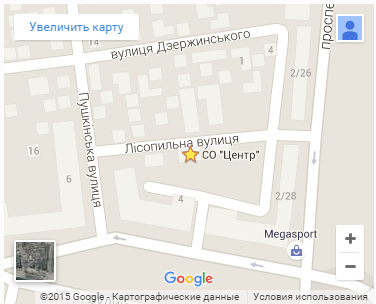 Увеличить карту
14
вулиця Дзержинського
1
4
2/26
проспе
Пушкінська вулиця
Лісопильна вулиця
СО "Центр"
16
6
4
2/28
Megasport
+
−
Google
©2015 Google - Картографические данные
Условия использования